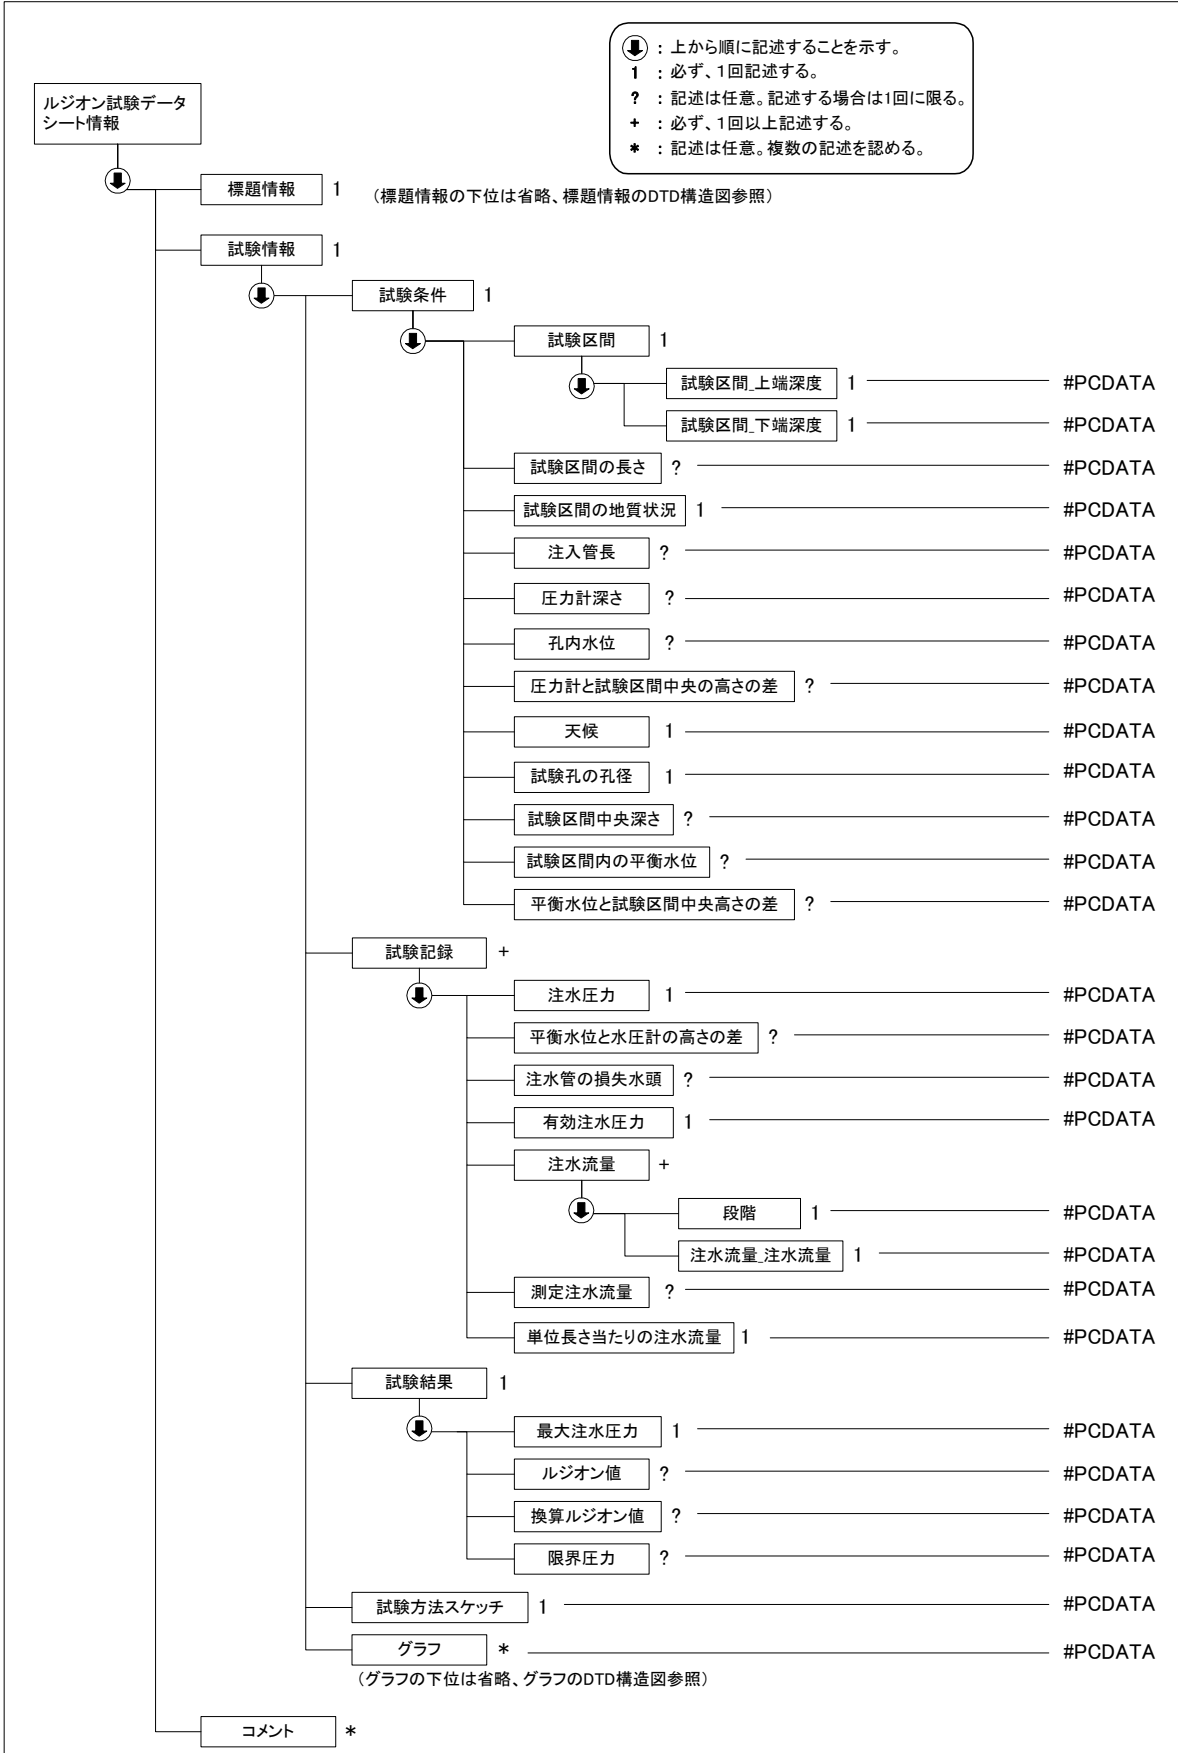 ：上から順に記述することを示す。
1 ：必ず、1回記述する。
? ：記述は任意。記述する場合は1回に限る。
+ ：必ず、1回以上記述する。
* ：記述は任意。複数の記述を認める。
ルジオン試験データ
シート情報
標題情報 1 （標題情報の下位は省略、標題情報のDTD構造図参照）
試験情報 1
試験条件 1
試験区間 1
試験区間_上端深度 1 #PCDATA
試験区間_下端深度 1 #PCDATA
試験区間の長さ ? #PCDATA
試験区間の地質状況 1 #PCDATA
注入管長 ? #PCDATA
圧力計深さ ? #PCDATA
孔内水位 ? #PCDATA
圧力計と試験区間中央の高さの差 ? #PCDATA
天候 1 #PCDATA
試験孔の孔径 1 #PCDATA
試験区間中央深さ ? #PCDATA
試験区間内の平衡水位 ? #PCDATA
平衡水位と試験区間中央高さの差 ? #PCDATA
試験記録 +
注水圧力 1 #PCDATA
平衡水位と水圧計の高さの差 ? #PCDATA
注水管の損失水頭 ? #PCDATA
有効注水圧力 1 #PCDATA
注水流量 +
段階 1 #PCDATA
注水流量_注水流量 1 #PCDATA
測定注水流量 ? #PCDATA
単位長さ当たりの注水流量 1 #PCDATA
試験結果 1
最大注水圧力 1 #PCDATA
ルジオン値 ? #PCDATA
換算ルジオン値 ? #PCDATA
限界圧力 ? #PCDATA
試験方法スケッチ 1 #PCDATA
グラフ * #PCDATA
（グラフの下位は省略、グラフのDTD構造図参照）
コメント *